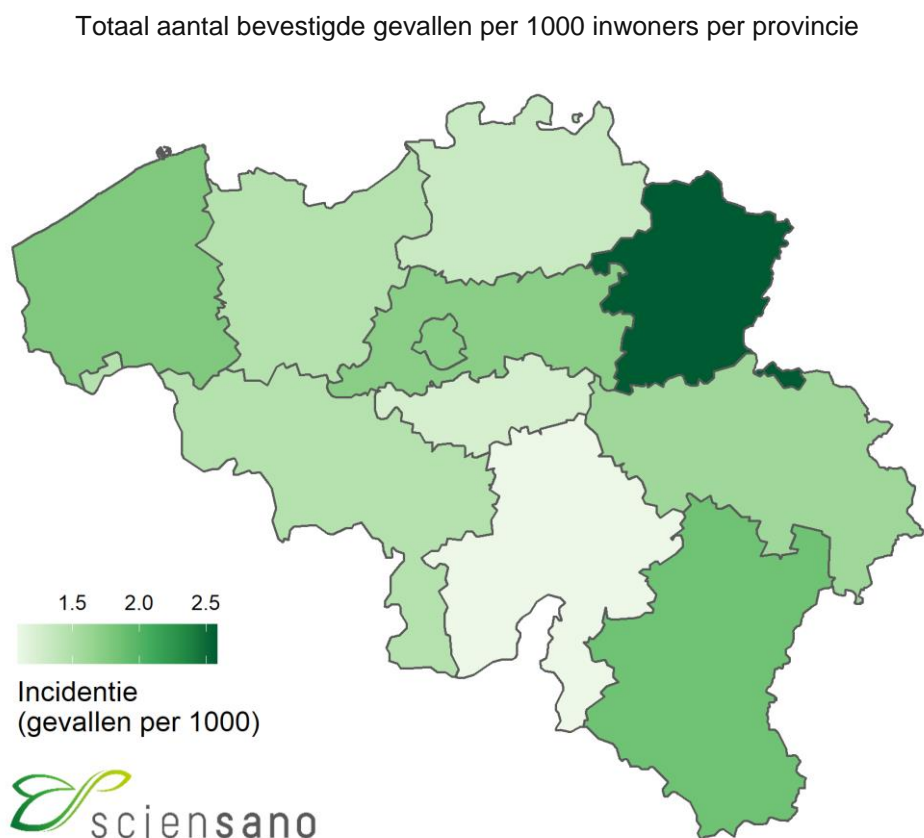 Totaal aantal bevestigde gevallen per 1000 inwoners per provincie
1.5 2.0 2.5
Incidentie
(gevallen per 1000)
sciensano